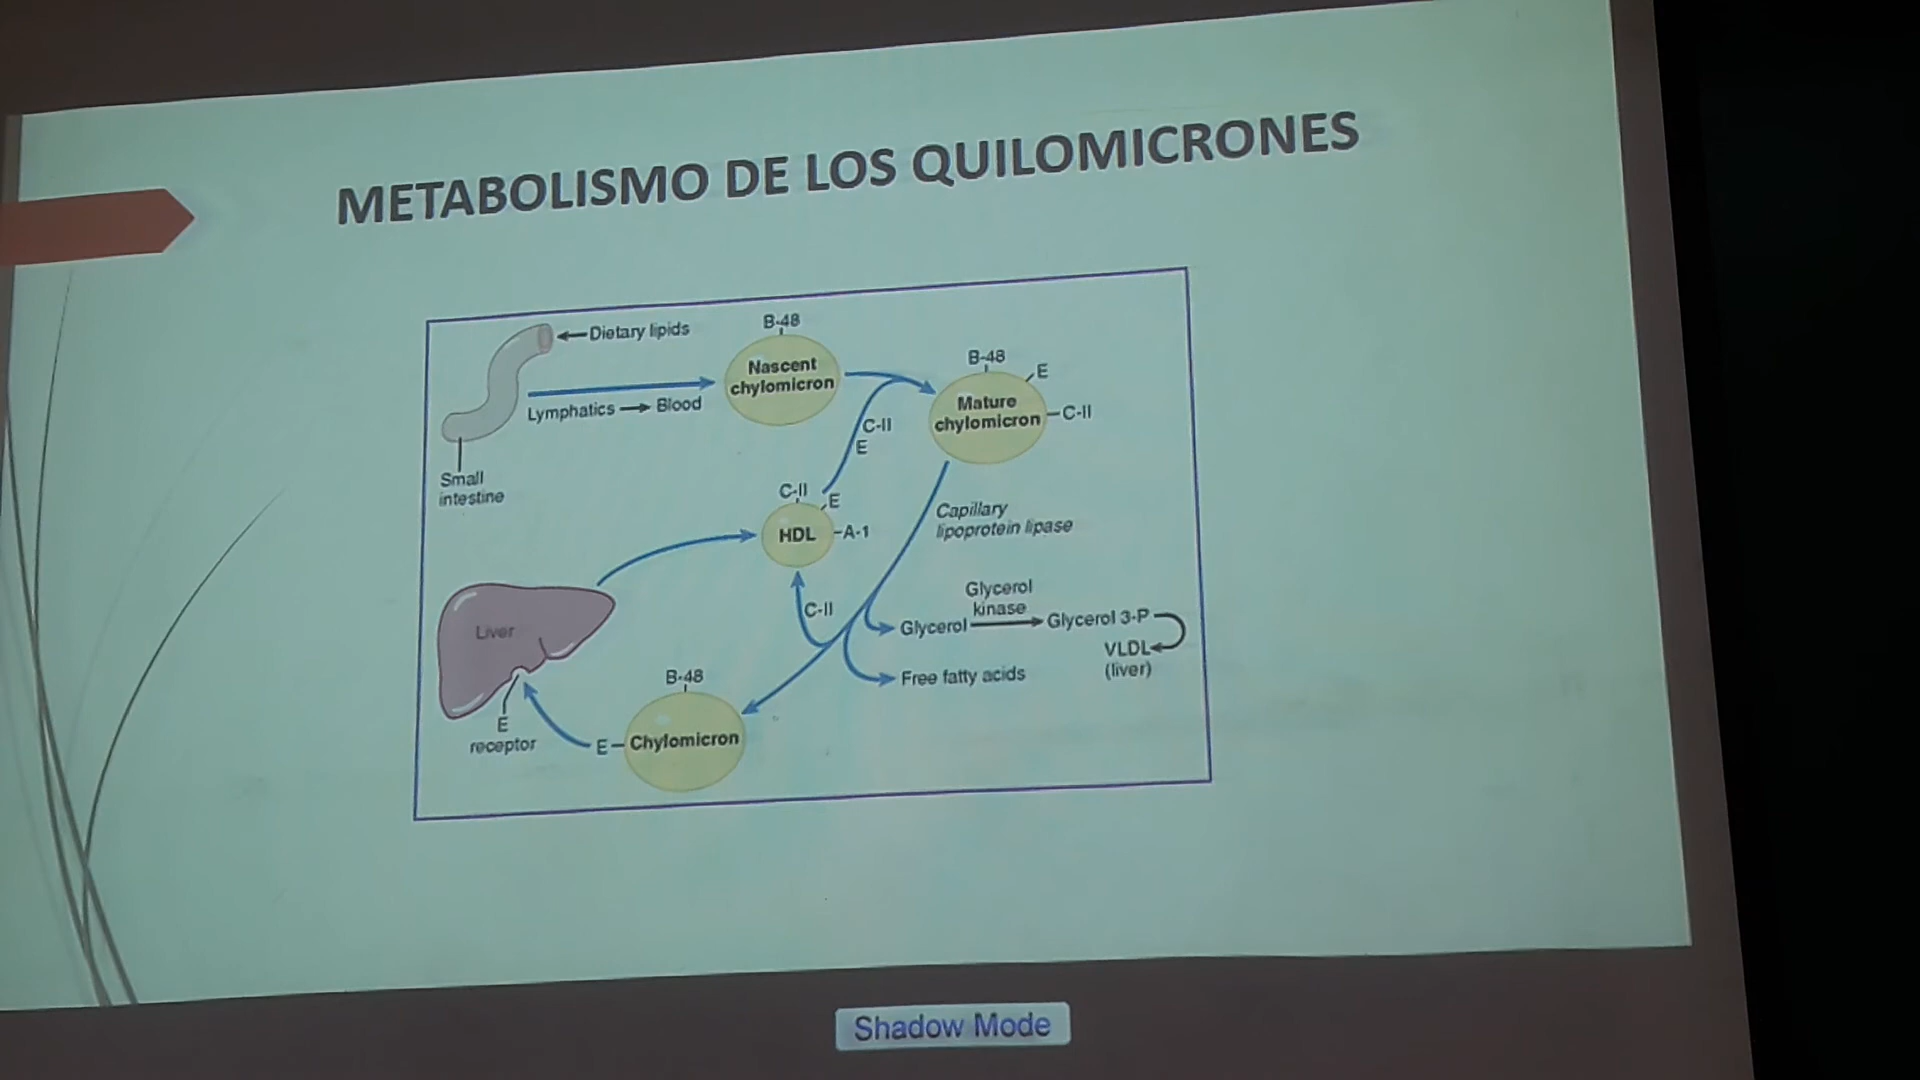 METABOLISMO DE LOS QUILOMICRONES
Dietary lipids
Lymphatics → Blood
Small
intestine
B-48
Nascent
chylomicron
B-48
E
Mature
chylomicron
C-II
C-II
E
C-II
E
HDL
A-1
Capillary
lipoprotein lipase
C-II
Glycerol
kinase
Glycerol
Glycerol 3-P
VLDL
(liver)
Free fatty acids
Liver
E
receptor
B-48
E
Chylomicron
Shadow Mode